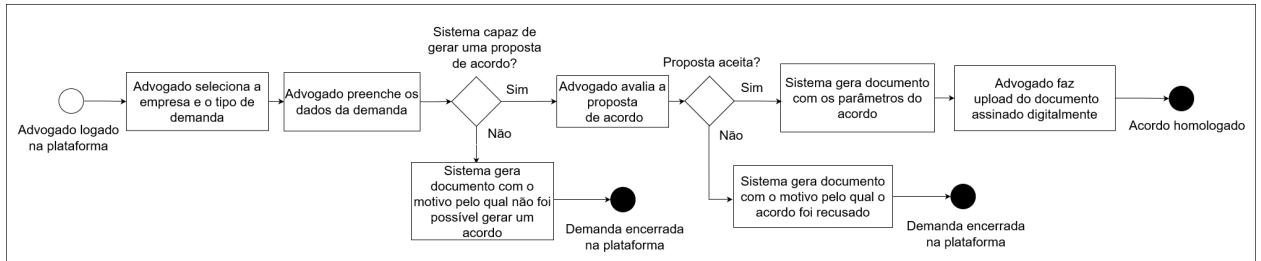 Advogado logado
na plataforma
Advogado seleciona a
empresa e o tipo de
demanda
Advogado preenche os
dados da demanda
Sistema capaz de
gerar uma proposta
de acordo?
Sim
Não
Sistema gera
documento com o
motivo pelo qual não foi
possível gerar um
acordo
Demanda encerrada
na plataforma
Advogado avalia a
proposta
de acordo
Proposta aceita?
Sim
Não
Sistema gera documento
com o motivo pelo qual o
acordo foi recusado
Demanda encerrada
na plataforma
Sistema gera documento
com os parâmetros do
acordo
Advogado faz
upload do documento
assinado digitalmente
Acordo homologado